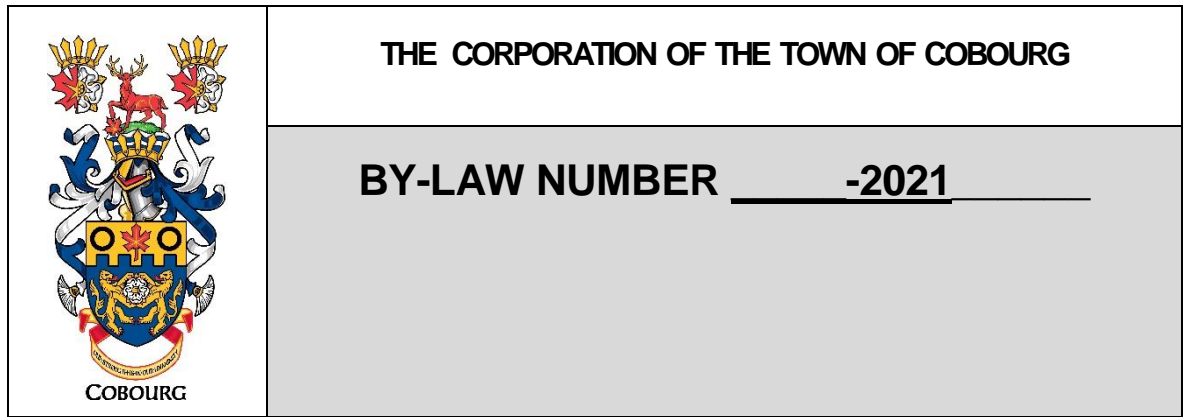 THE CORPORATION OF THE TOWN OF COBOURG
BY-LAW NUMBER _____-2021______
COBOURG